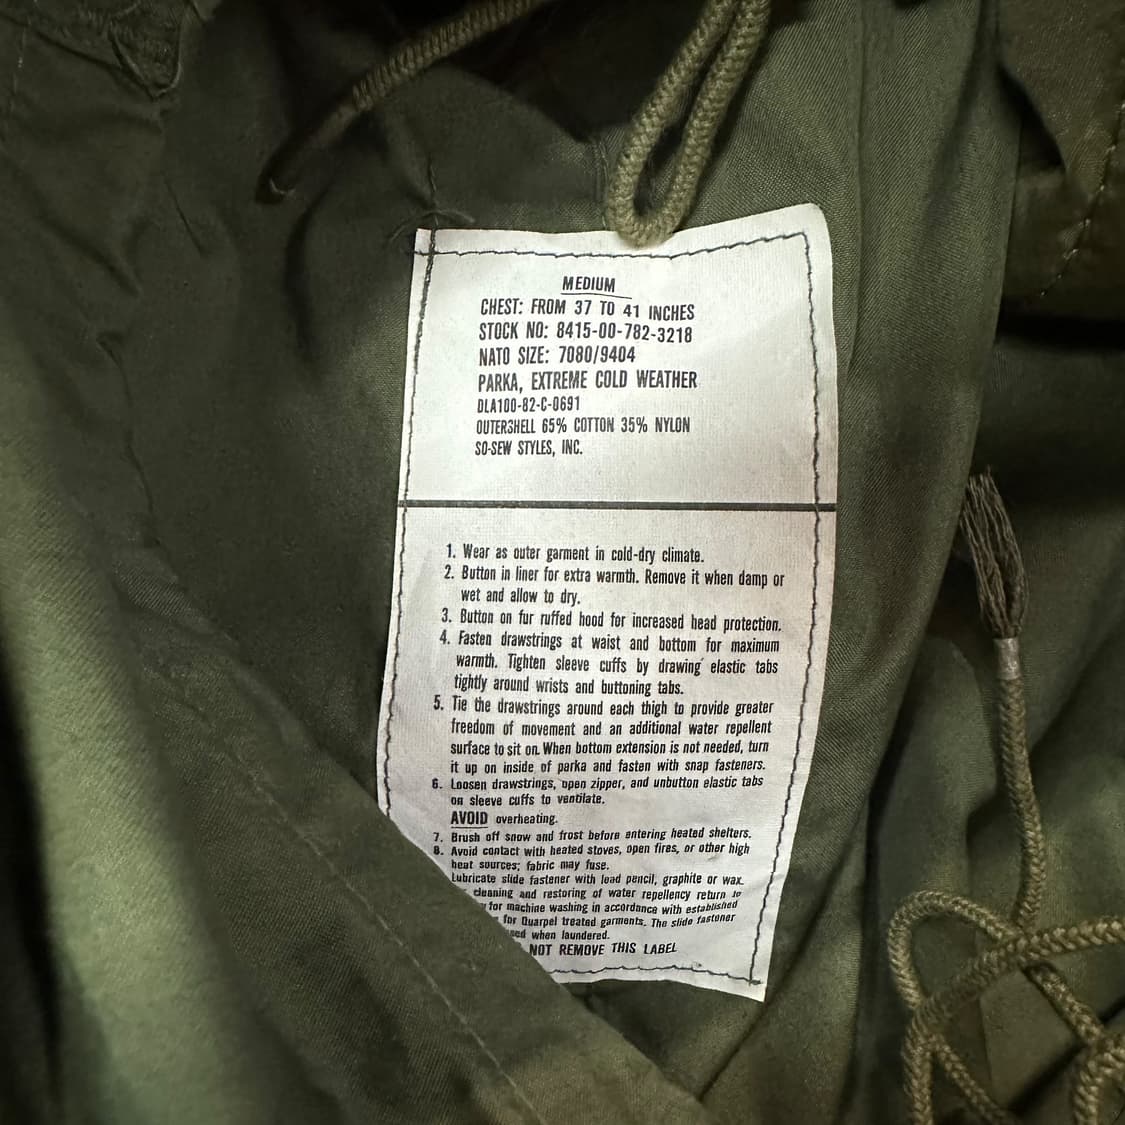 MEDIUM
CHEST: FROM 37 TO 41 INCHES
STOCK NO: 8415-00-782-3218
NATO SIZE: 7080/9404
PARKA, EXTREME COLD WEATHER
DLA100-82-C-0691
OUTERSHELL 65% COTTON 35% NYLON
SO-SEW STYLES, INC.
1. Wear as outer garment in cold-dry climate.
2. Button in liner for extra warmth. Remove it when damp or
wet and allow to dry.
3. Button on fur ruffed hood for increased head protection.
4. Fasten drawstrings at waist and bottom for maximum
warmth. Tighten sleeve cuffs by drawing elastic tabs
tightly around wrists and buttoning tabs.
5. Tie the drawstrings around each thigh to provide greater
freedom of movement and an additional water repellent
surface to sit on. When bottom extension is not needed, turn
it up on inside of parka and fasten with snap fasteners.
6. Loosen drawstrings, open zipper, and unbutton elastic tabs
on sleeve cuffs to ventilate.
AVOID overheating.
7. Brush off snow and frost before entering heated shelters.
8. Avoid contact with heated stoves, open fires, or other high
heat sources; fabric may fuse.
Lubricate slide fastener with lead pencil, graphite or wax.
cleaning and restoring of water repellency return to
for machine washing in accordance with established
for Quarpel treated garments. The slide fastener
when laundered.
NOT REMOVE THIS LABEL